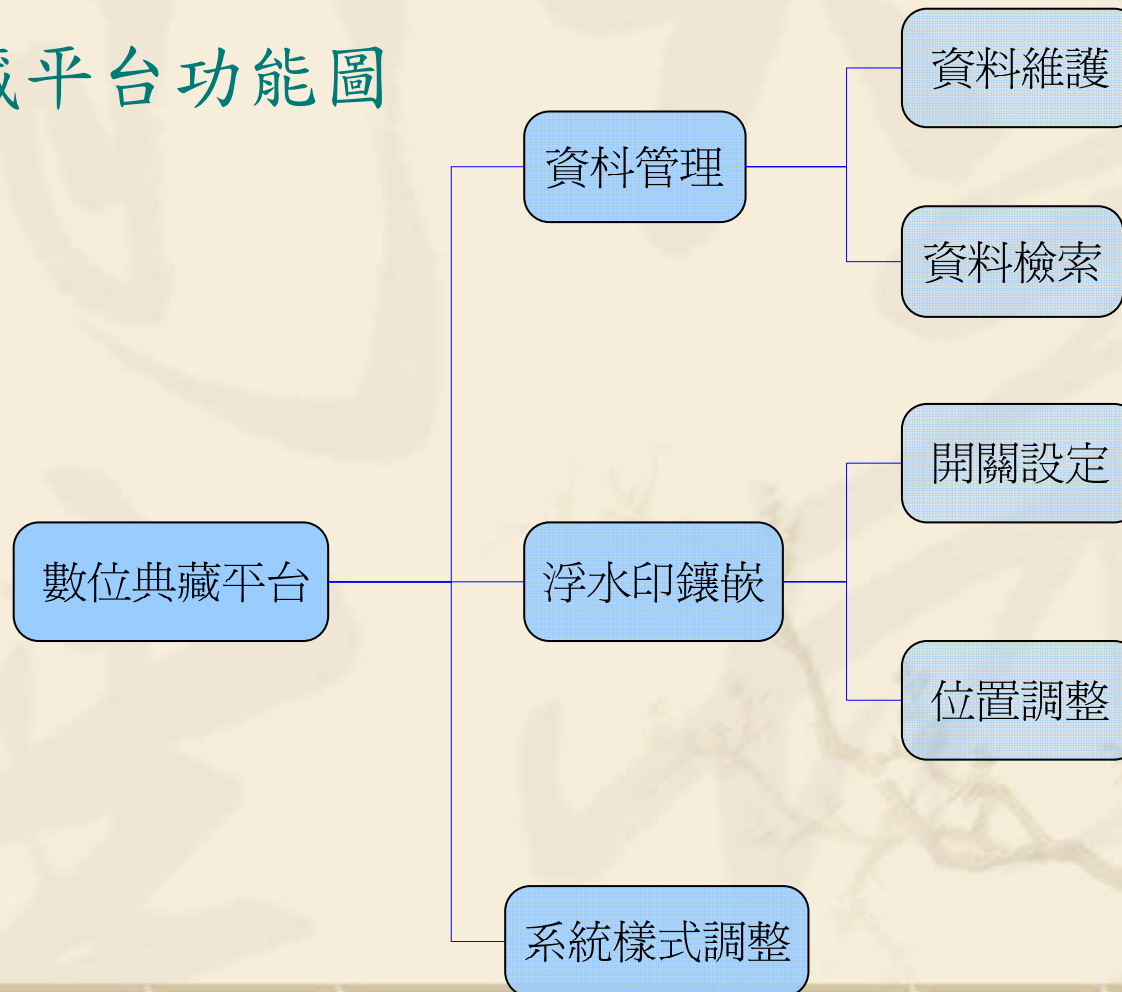 藏平台功能圖
資料維護
資料管理
資料檢索
開關設定
數位典藏平台
浮水印鑲嵌
位置調整
系統樣式調整